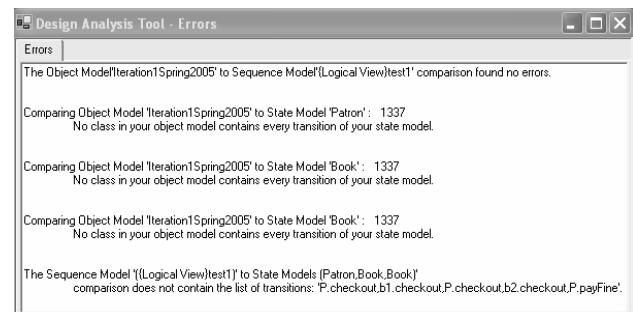 Design Analysis Tool - Errors
Errors
The Object Model'Iteration1Spring2005' to Sequence Model'{Logical View}test1' comparison found no errors.
Comparing Object Model 'Iteration1Spring2005' to State Model 'Patron' : 1337
No class in your object model contains every transition of your state model.
Comparing Object Model 'Iteration1Spring2005' to State Model 'Book' : 1337
No class in your object model contains every transition of your state model.
Comparing Object Model 'Iteration1Spring2005' to State Model 'Book' : 1337
No class in your object model contains every transition of your state model.
The Sequence Model '({Logical View}test1)' to State Models (Patron,Book,Book)'
comparison does not contain the list of transitions: 'P.checkout,b1.checkout,P.checkout,b2.checkout,P.payFine'.